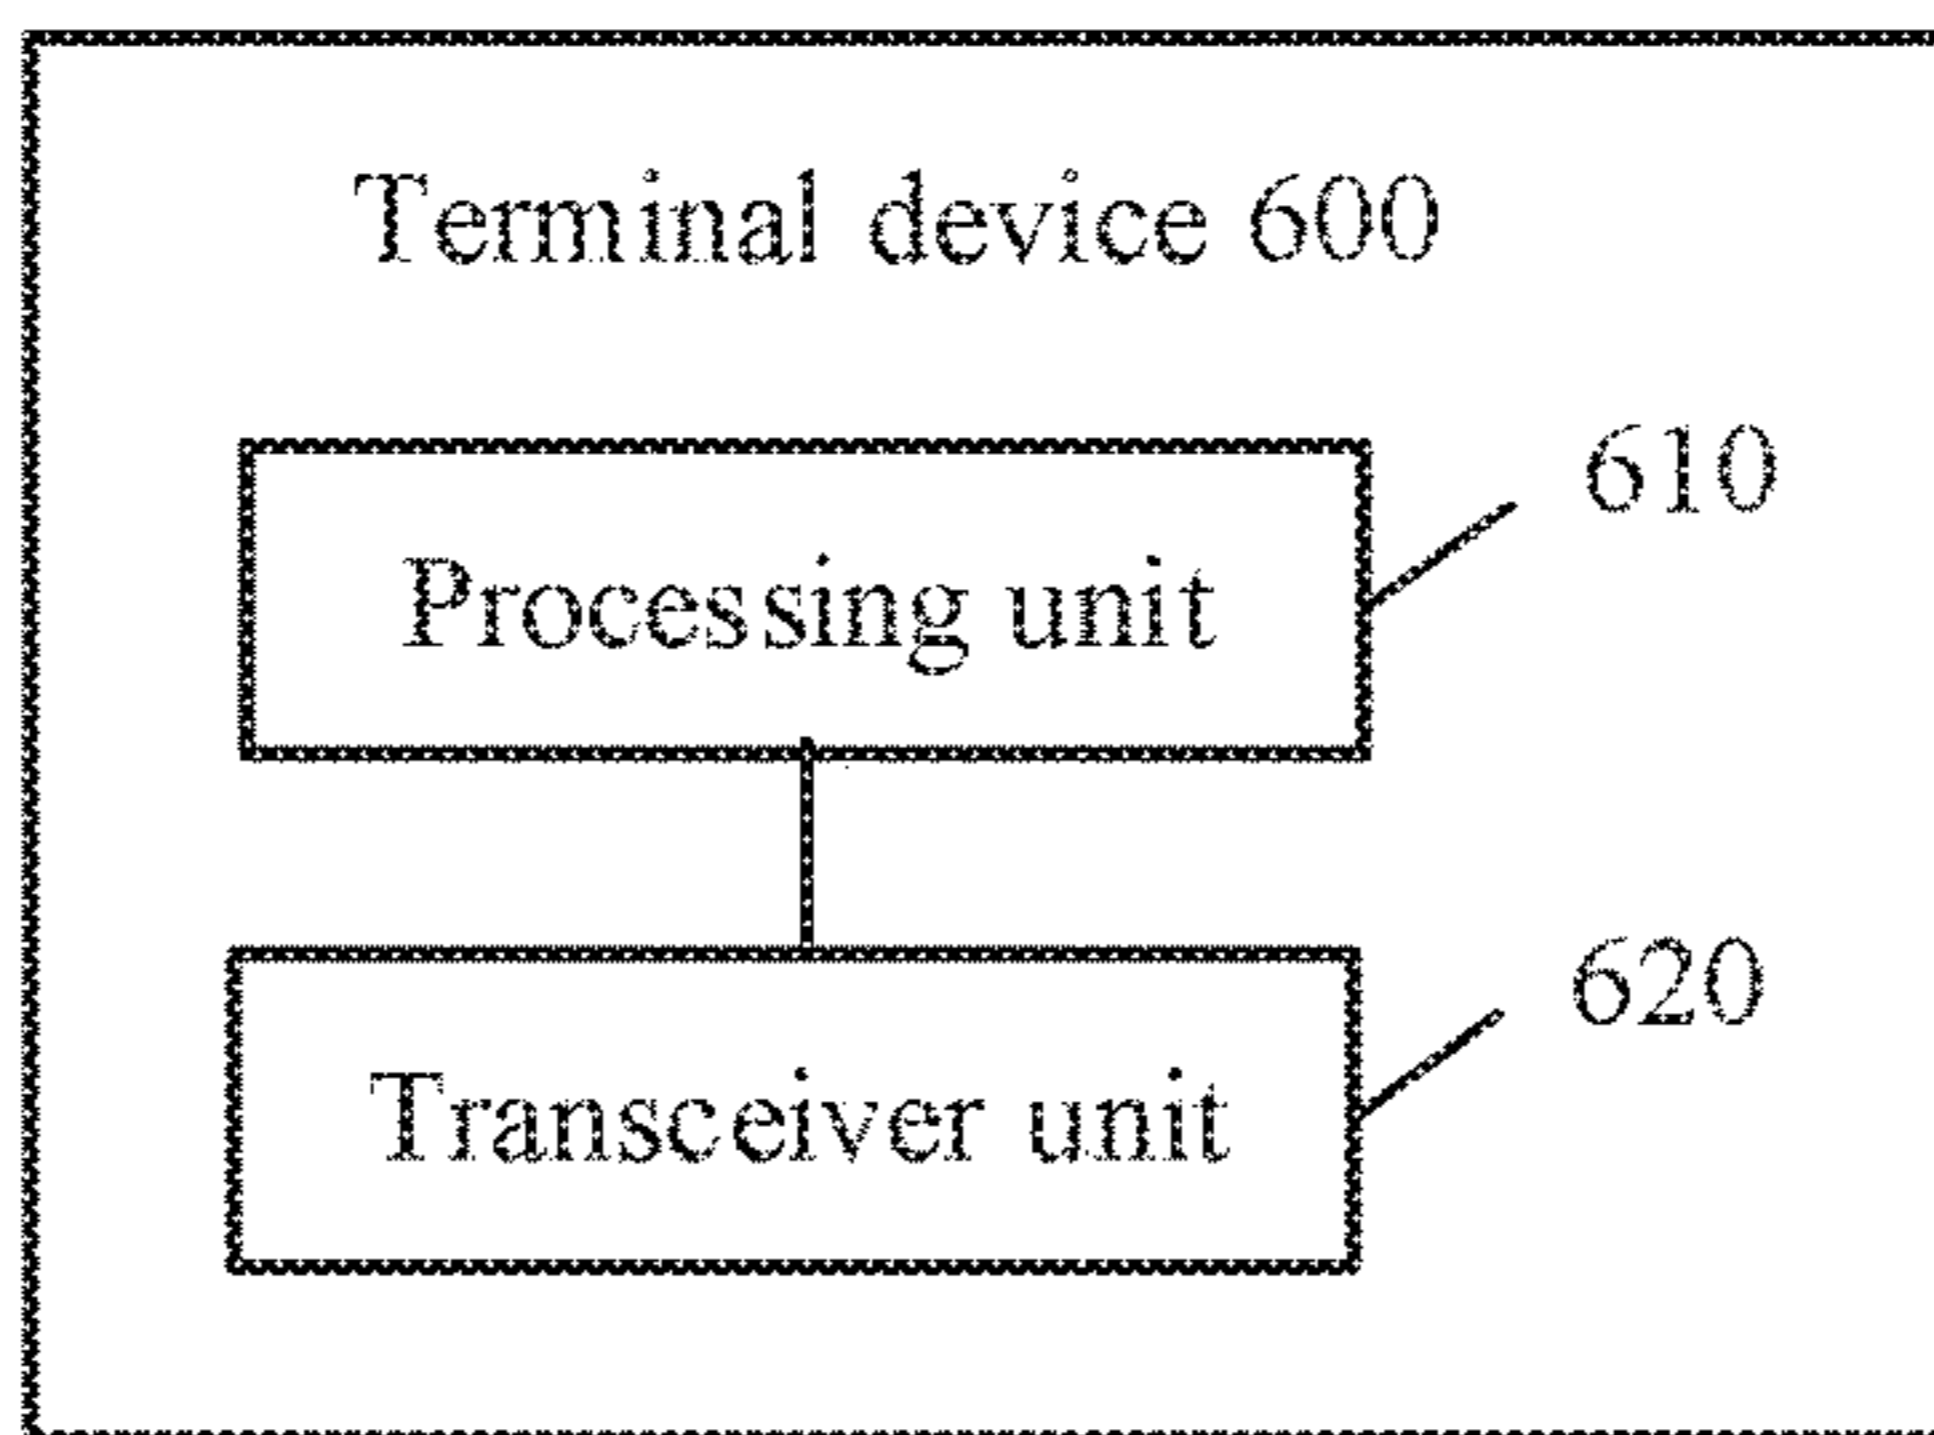 Terminal device 600
610
Processing unit
620
Transceiver unit